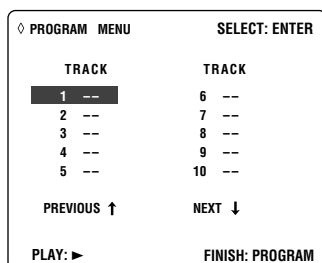 ◊ PROGRAM MENU SELECT: ENTER
TRACK TRACK
1 –– 6 ––
2 –– 7 ––
3 –– 8 ––
4 –– 9 ––
5 –– 10 ––
PREVIOUS ↑ NEXT ↓
PLAY: ► FINISH: PROGRAM